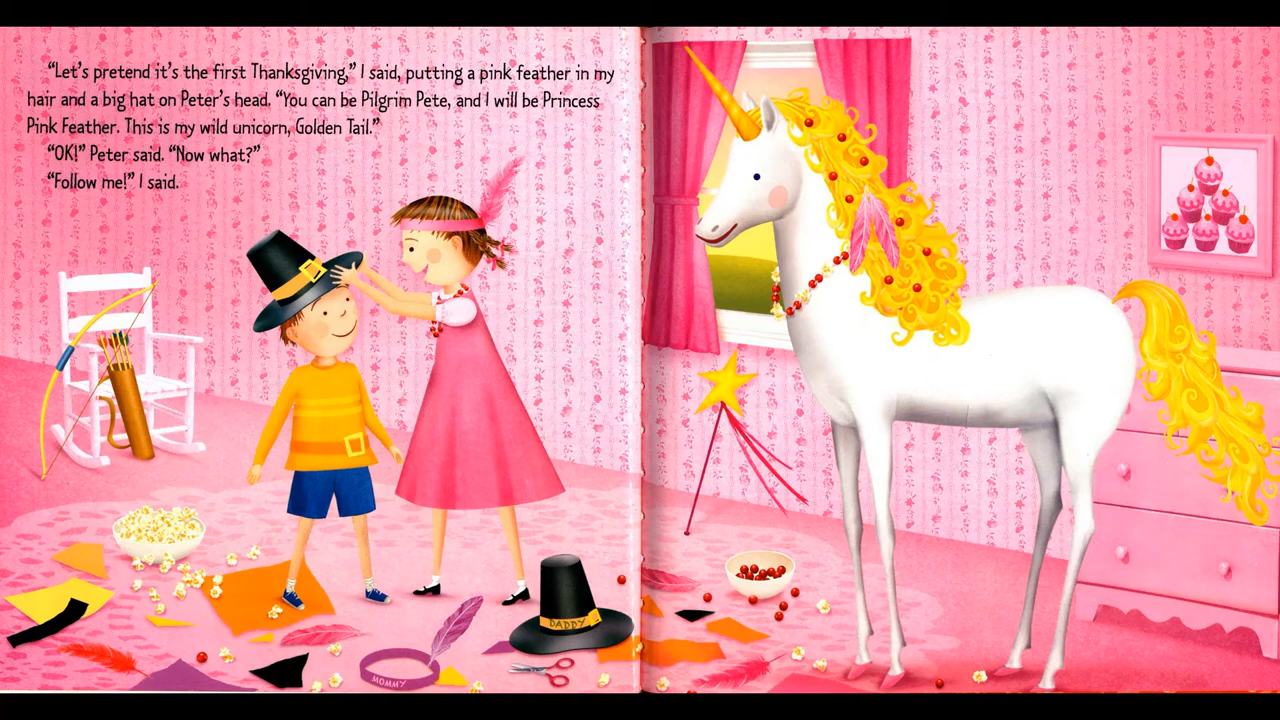 “Let’s pretend it’s the first Thanksgiving,” I said, putting a pink feather in my
hair and a big hat on Peter’s head. “You can be Pilgrim Pete, and I will be Princess
Pink Feather. This is my wild unicorn, Golden Tail.”
“OK!” Peter said. “Now what?”
“Follow me!” I said.
DADDY
MOMMY